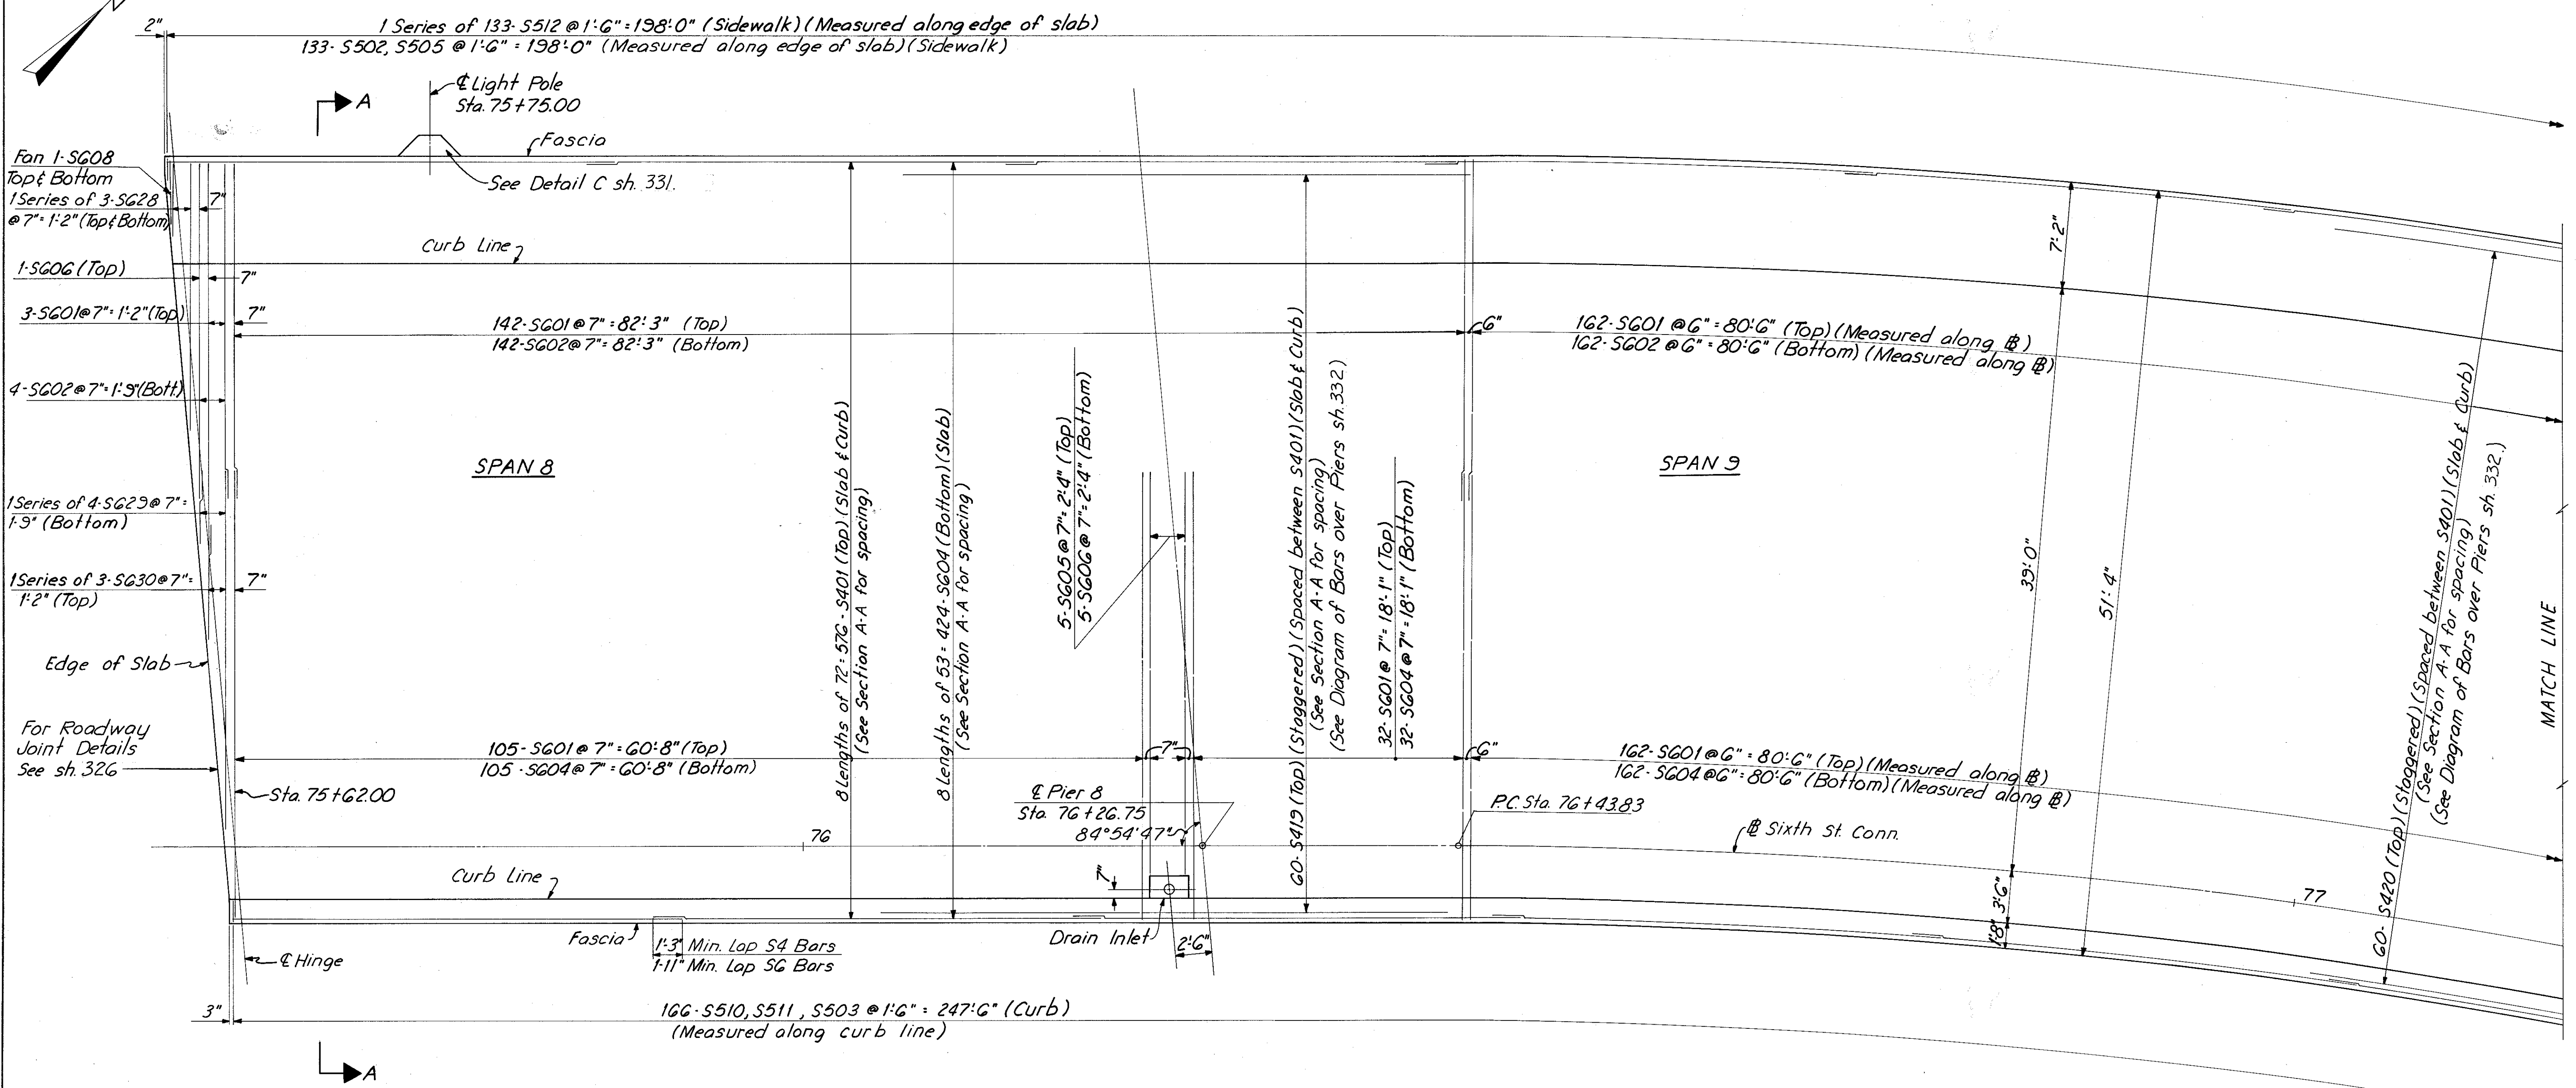 2"
1 Series of 133-S512 @ 1'-6" = 198'-0" (Sidewalk) (Measured along edge of slab)
133-S502, S505 @ 1'-6" = 198'-0" (Measured along edge of slab) (Sidewalk)
A
℄ Light Pole
Sta. 75+75.00
Fascia
See Detail C sh. 331.
Fan 1-S608
Top & Bottom
1 Series of 3-S628
@ 7" = 1'-2" (Top & Bottom)
7"
Curb Line
1-S606 (Top)
7"
3-S601 @ 7" = 1'-2" (Top)
7"
142-S601 @ 7" = 82'-3" (Top)
142-S602 @ 7" = 82'-3" (Bottom)
6"
162-S601 @ 6" = 80'-6" (Top) (Measured along ℔)
162-S602 @ 6" = 80'-6" (Bottom) (Measured along ℔)
7'-2"
4-S602 @ 7" = 1'-9" (Bott.)
SPAN 8
SPAN 9
1 Series of 4-S629 @ 7" =
1'-9" (Bottom)
1 Series of 3-S630 @ 7" =
1'-2" (Top)
7"
8 Lengths of 72 = 576-S401 (Top) (Slab & Curb)
(See Section A-A for spacing)
8 Lengths of 53 = 424-S604 (Bottom) (Slab)
(See Section A-A for spacing)
5-S605 @ 7" = 2'-4" (Top)
5-S606 @ 7" = 2'-4" (Bottom)
60-S419 (Top) (Staggered) (Spaced between S401) (Slab & Curb)
(See Section A-A for spacing)
(See Diagram of Bars over Piers sh. 332)
32-S601 @ 7" = 18'-1" (Top)
32-S604 @ 7" = 18'-1" (Bottom)
39'-0"
51'-4"
60-S420 (Top) (Staggered) (Spaced between S401) (Slab & Curb)
(See Section A-A for spacing)
(See Diagram of Bars over Piers sh. 332.)
MATCH LINE
Edge of Slab
For Roadway
Joint Details
See sh. 326
105-S601 @ 7" = 60'-8" (Top)
105-S604 @ 7" = 60'-8" (Bottom)
7"
6"
162-S601 @ 6" = 80'-6" (Top) (Measured along ℔)
162-S604 @ 6" = 80'-6" (Bottom) (Measured along ℔)
Sta. 75+62.00
℄ Pier 8
Sta. 76+26.75
84°54'47"
P.C. Sta. 76+43.83
76
℔ Sixth St. Conn.
Curb Line
7"
77
3'-6"
1'-8"
Fascia
1'-3" Min. Lap S4 Bars
1'-11" Min. Lap S6 Bars
Drain Inlet
2'-6"
℄ Hinge
3"
166-S510, S511, S503 @ 1'-6" = 247'-6" (Curb)
(Measured along curb line)
A